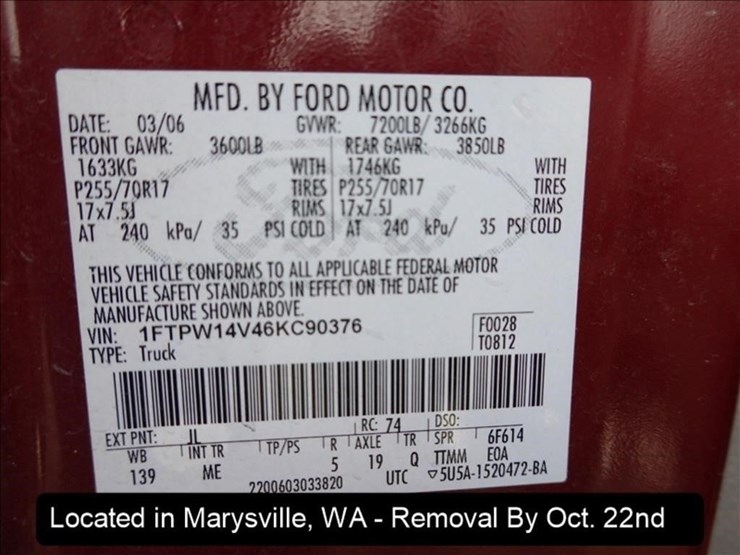 MFD. BY FORD MOTOR CO.
DATE: 03/06 GVWR: 7200LB/ 3266KG
FRONT GAWR: 3600LB REAR GAWR: 3850LB
1633KG WITH 1746KG WITH
P255/70R17 TIRES P255/70R17 TIRES
17x7.5J RIMS 17x7.5J RIMS
AT 240 kPa/ 35 PSI COLD AT 240 kPa/ 35 PSI COLD
THIS VEHICLE CONFORMS TO ALL APPLICABLE FEDERAL MOTOR
VEHICLE SAFETY STANDARDS IN EFFECT ON THE DATE OF
MANUFACTURE SHOWN ABOVE.
VIN: 1FTPW14V46KC90376 F0028
TYPE: Truck T0812
EXT PNT: JL RC: 74 DSO:
WB INT TR TP/PS R AXLE TR SPR 6F614
139 ME 5 19 Q TTMM EOA
2200603033820 UTC ▽5U5A-1520472-BA
Located in Marysville, WA - Removal By Oct. 22nd